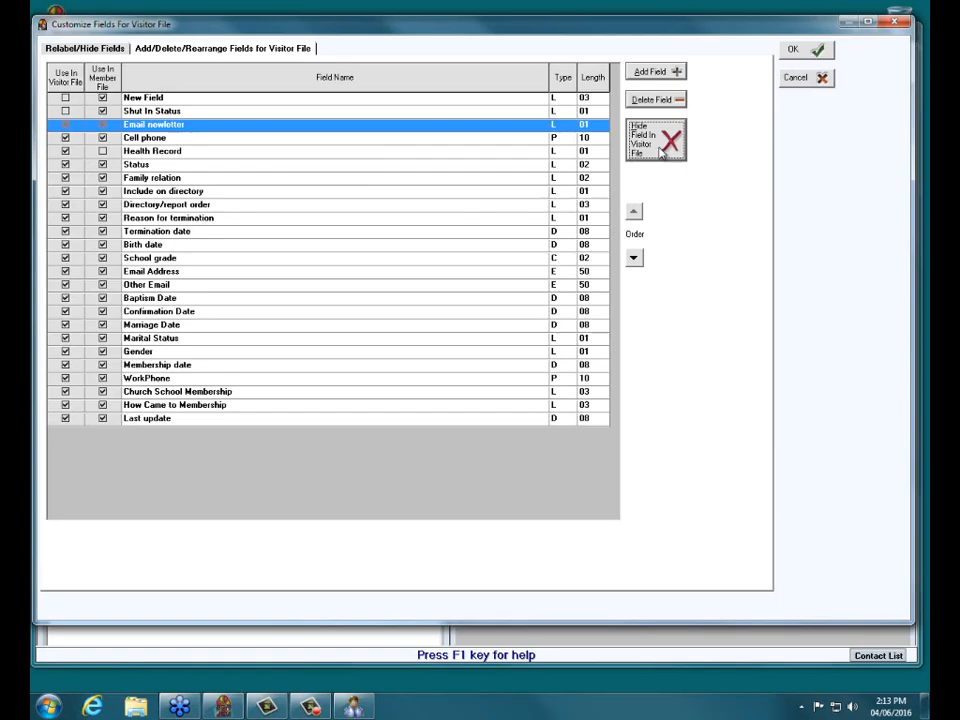 Customize Fields For Visitor File
Relabel/Hide Fields Add/Delete/Rearrange Fields for Visitor File
Use In Visitor File Use In Member File Field Name Type Length
New Field L 03
Shut In Status L 01
Email newletter L 01
Cell phone P 10
Health Record L 01
Status L 02
Family relation L 02
Include on directory L 01
Directory/report order L 03
Reason for termination L 01
Termination date D 08
Birth date D 08
School grade C 02
Email Address E 50
Other Email E 50
Baptism Date D 08
Confirmation Date D 08
Marriage Date D 08
Marital Status L 01
Gender L 01
Membership date D 08
WorkPhone P 10
Church School Membership L 03
How Came to Membership L 03
Last update D 08
Add Field
Delete Field
Hide
Field In
Visitor
File
Order
OK
Cancel
Press F1 key for help
Contact List
2:13 PM
04/06/2016